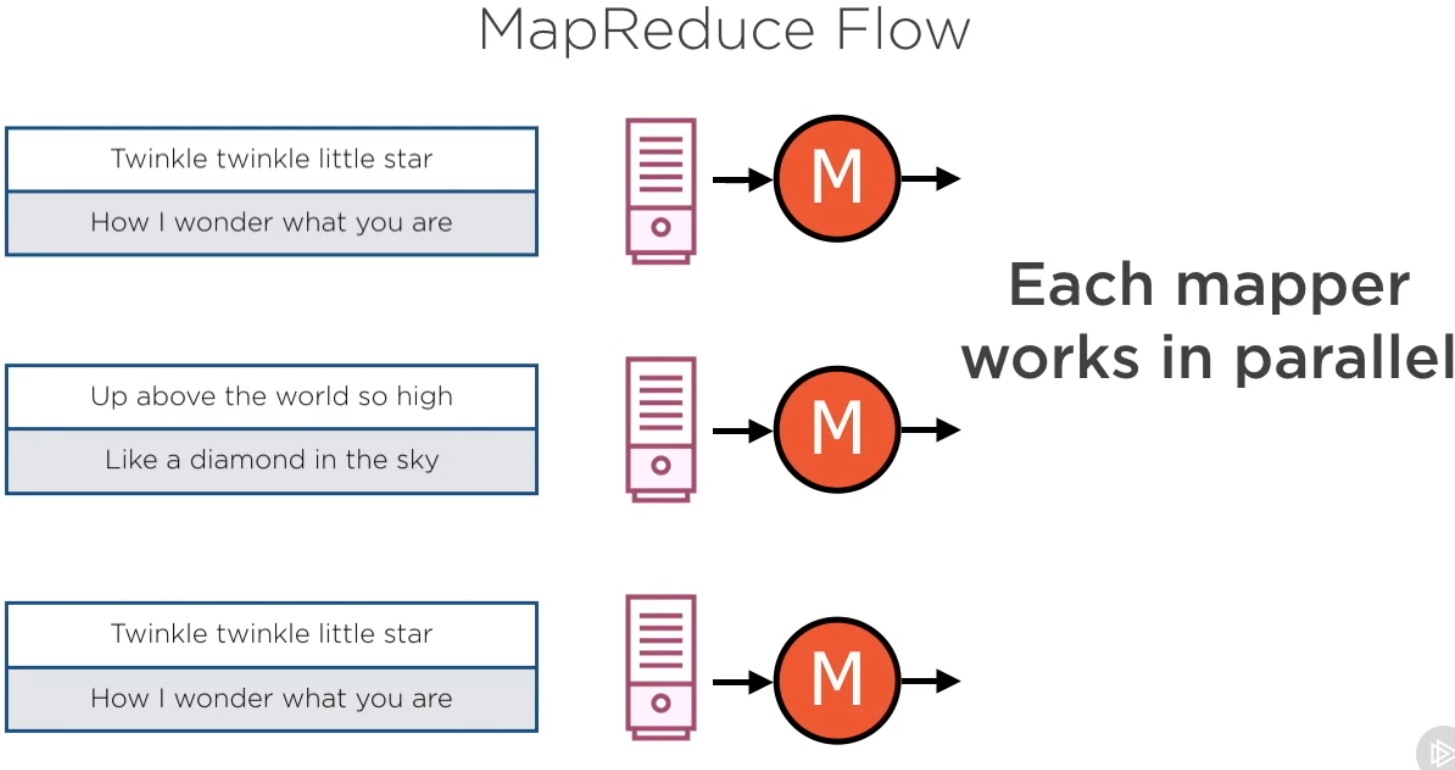 MapReduce Flow
Twinkle twinkle little star
How I wonder what you are
M
Each mapper
works in parallel
Up above the world so high
Like a diamond in the sky
M
Twinkle twinkle little star
How I wonder what you are
M